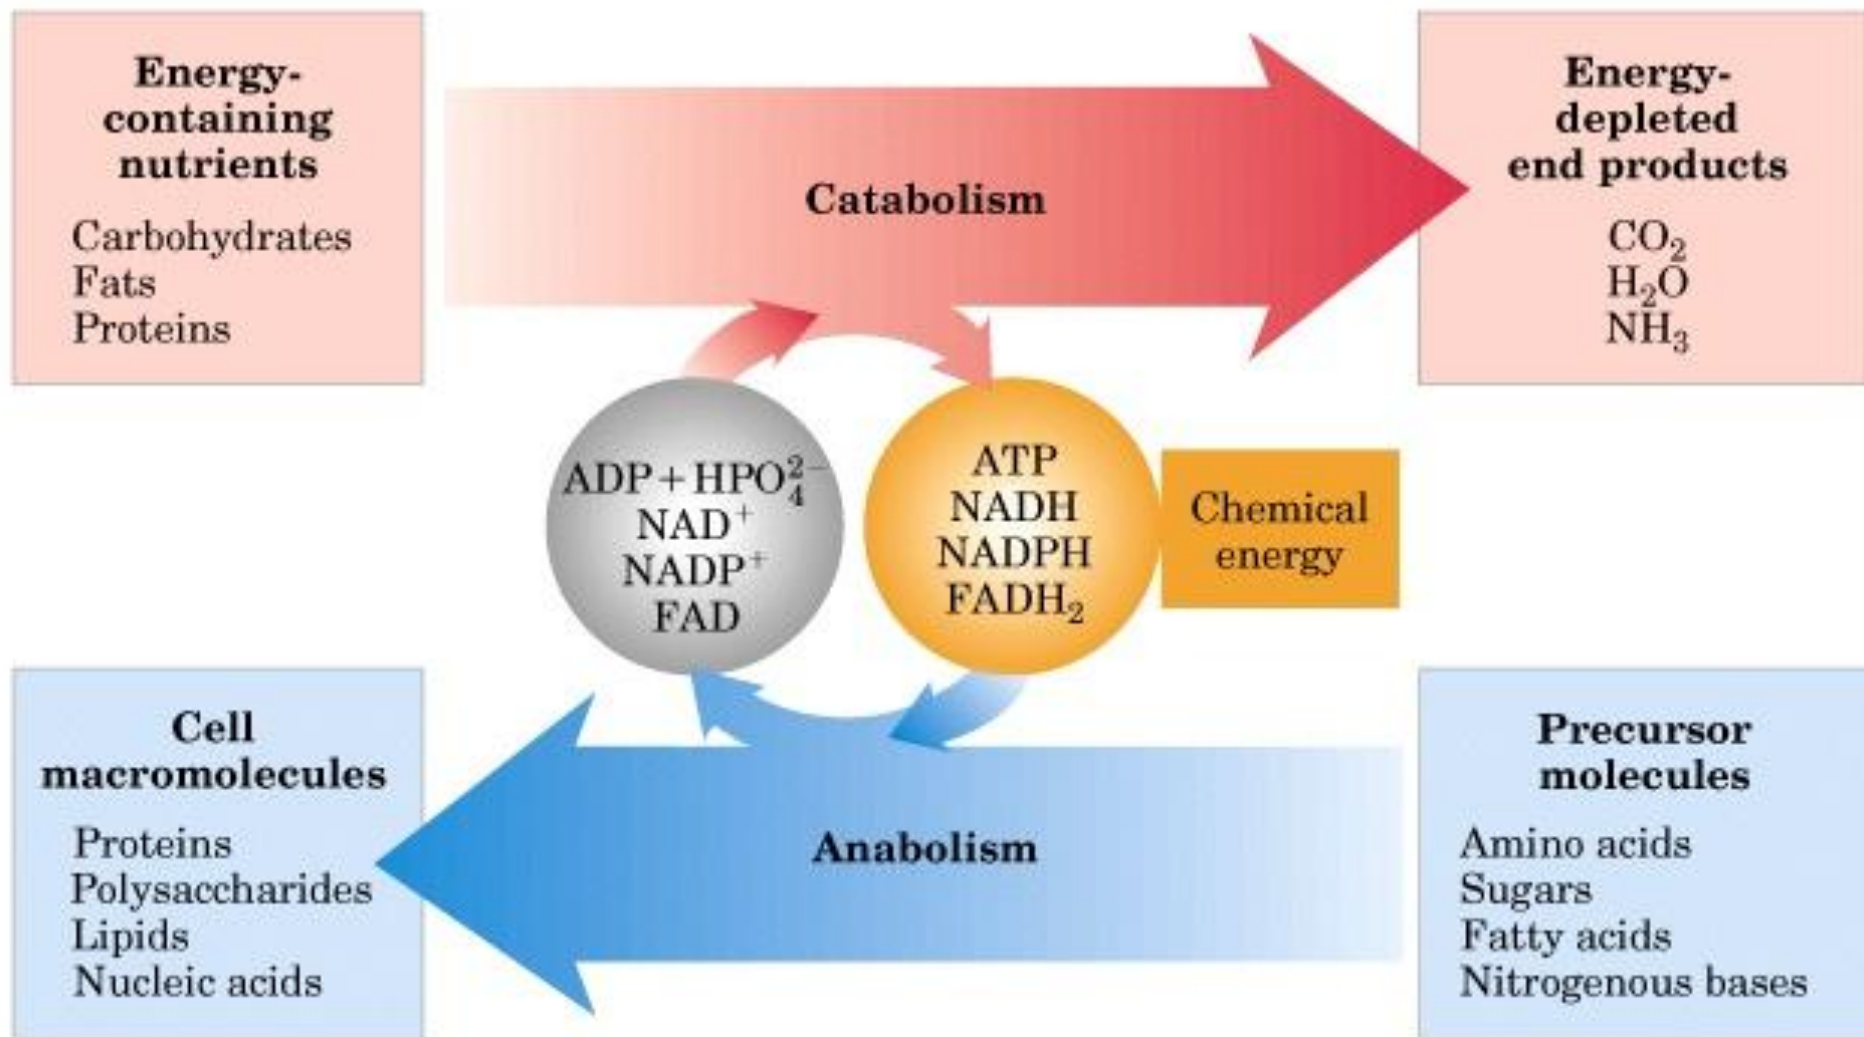 Energy-
containing
nutrients
Carbohydrates
Fats
Proteins
Catabolism
Energy-
depleted
end products
CO₂
H₂O
NH₃
ADP + HPO₄²⁻
NAD⁺
NADP⁺
FAD
ATP
NADH
NADPH
FADH₂
Chemical
energy
Cell
macromolecules
Proteins
Polysaccharides
Lipids
Nucleic acids
Anabolism
Precursor
molecules
Amino acids
Sugars
Fatty acids
Nitrogenous bases